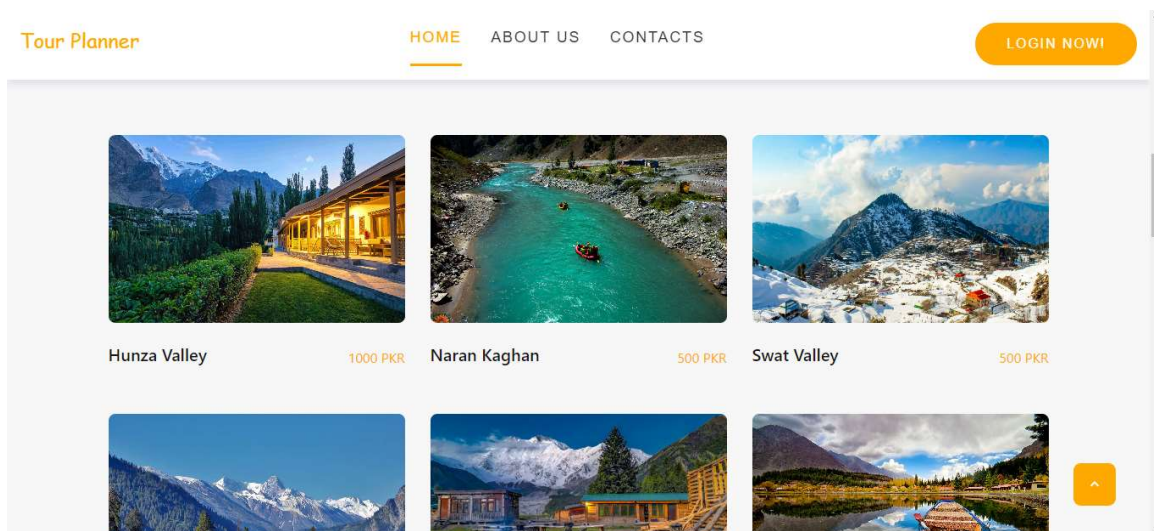 Tour Planner
HOME ABOUT US CONTACTS
LOGIN NOW!
Hunza Valley 1000 PKR
Naran Kaghan 500 PKR
Swat Valley 500 PKR